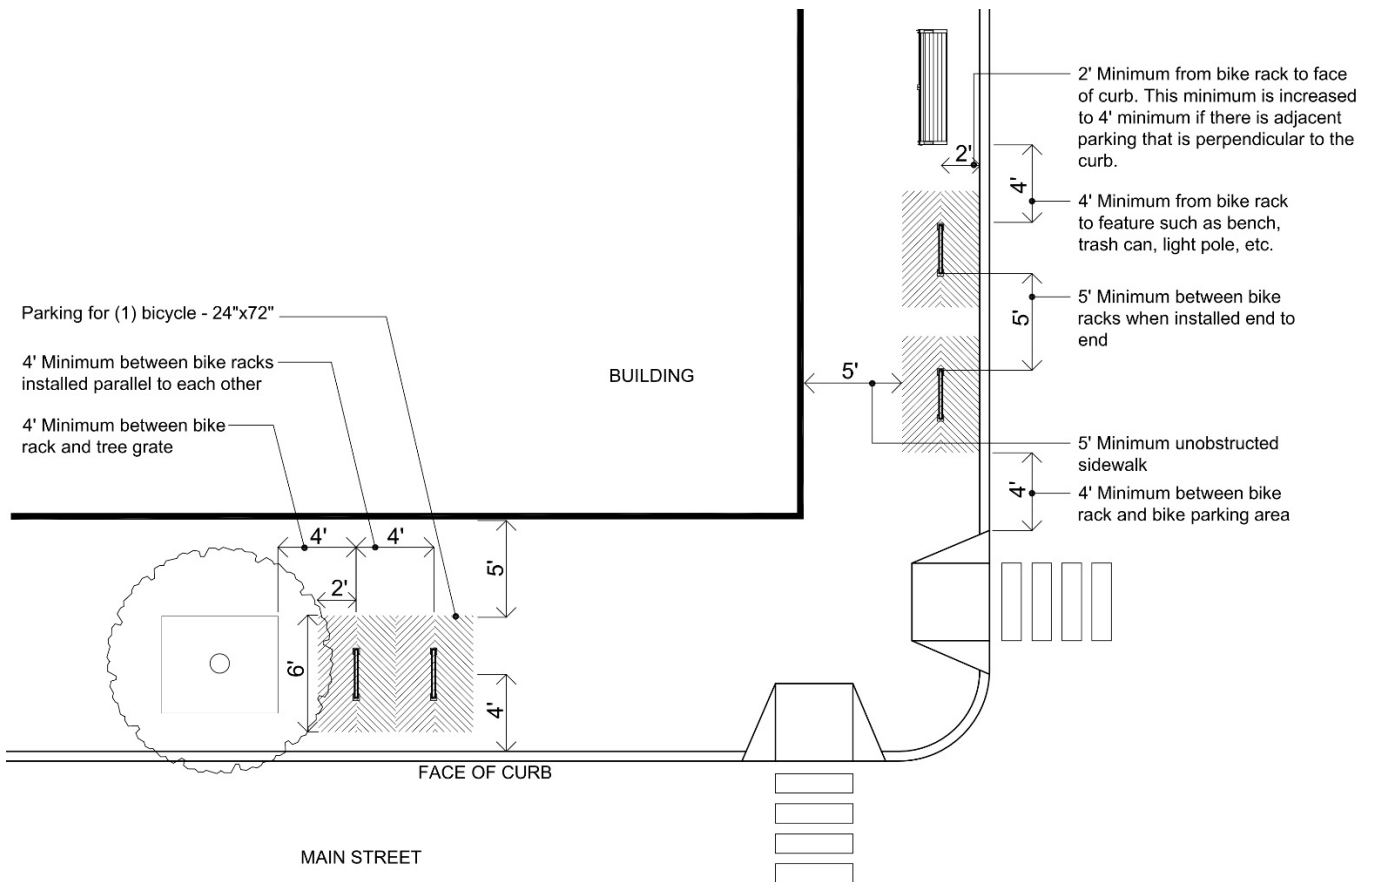 2' Minimum from bike rack to face
of curb. This minimum is increased
to 4' minimum if there is adjacent
parking that is perpendicular to the
curb.
2'
4'
4' Minimum from bike rack
to feature such as bench,
trash can, light pole, etc.
5' Minimum between bike
racks when installed end to
end
5'
Parking for (1) bicycle - 24"x72"
4' Minimum between bike racks
installed parallel to each other
4' Minimum between bike
rack and tree grate
BUILDING
5'
5' Minimum unobstructed
sidewalk
4' Minimum between bike
rack and bike parking area
4'
4'
4'
5'
2'
6'
4'
FACE OF CURB
MAIN STREET